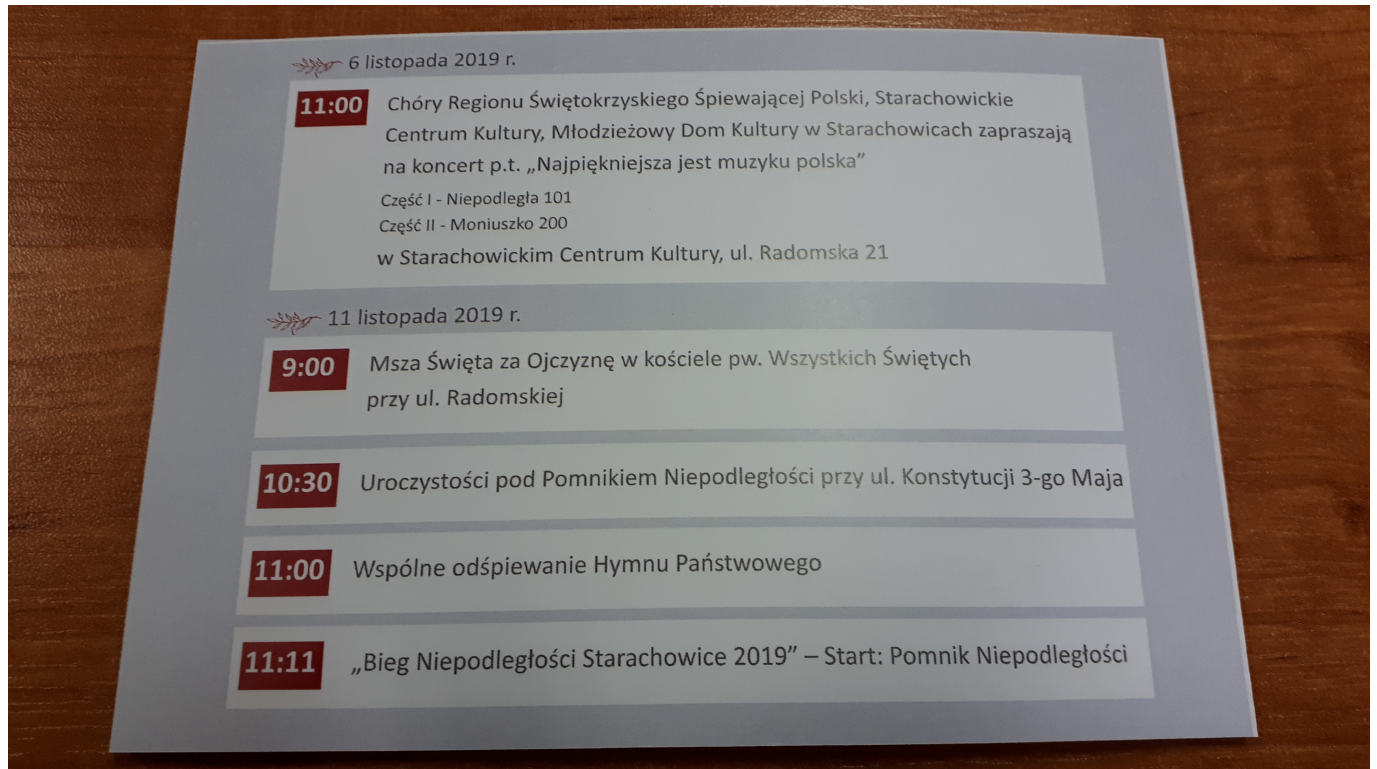 6 listopada 2019 r.
11:00 Chóry Regionu Świętokrzyskiego Śpiewającej Polski, Starachowickie
Centrum Kultury, Młodzieżowy Dom Kultury w Starachowicach zapraszają
na koncert p.t. „Najpiękniejsza jest muzyku polska”
Część I - Niepodległa 101
Część II - Moniuszko 200
w Starachowickim Centrum Kultury, ul. Radomska 21
11 listopada 2019 r.
9:00 Msza Święta za Ojczyznę w kościele pw. Wszystkich Świętych
przy ul. Radomskiej
10:30 Uroczystości pod Pomnikiem Niepodległości przy ul. Konstytucji 3-go Maja
11:00 Wspólne odśpiewanie Hymnu Państwowego
11:11 „Bieg Niepodległości Starachowice 2019” – Start: Pomnik Niepodległości